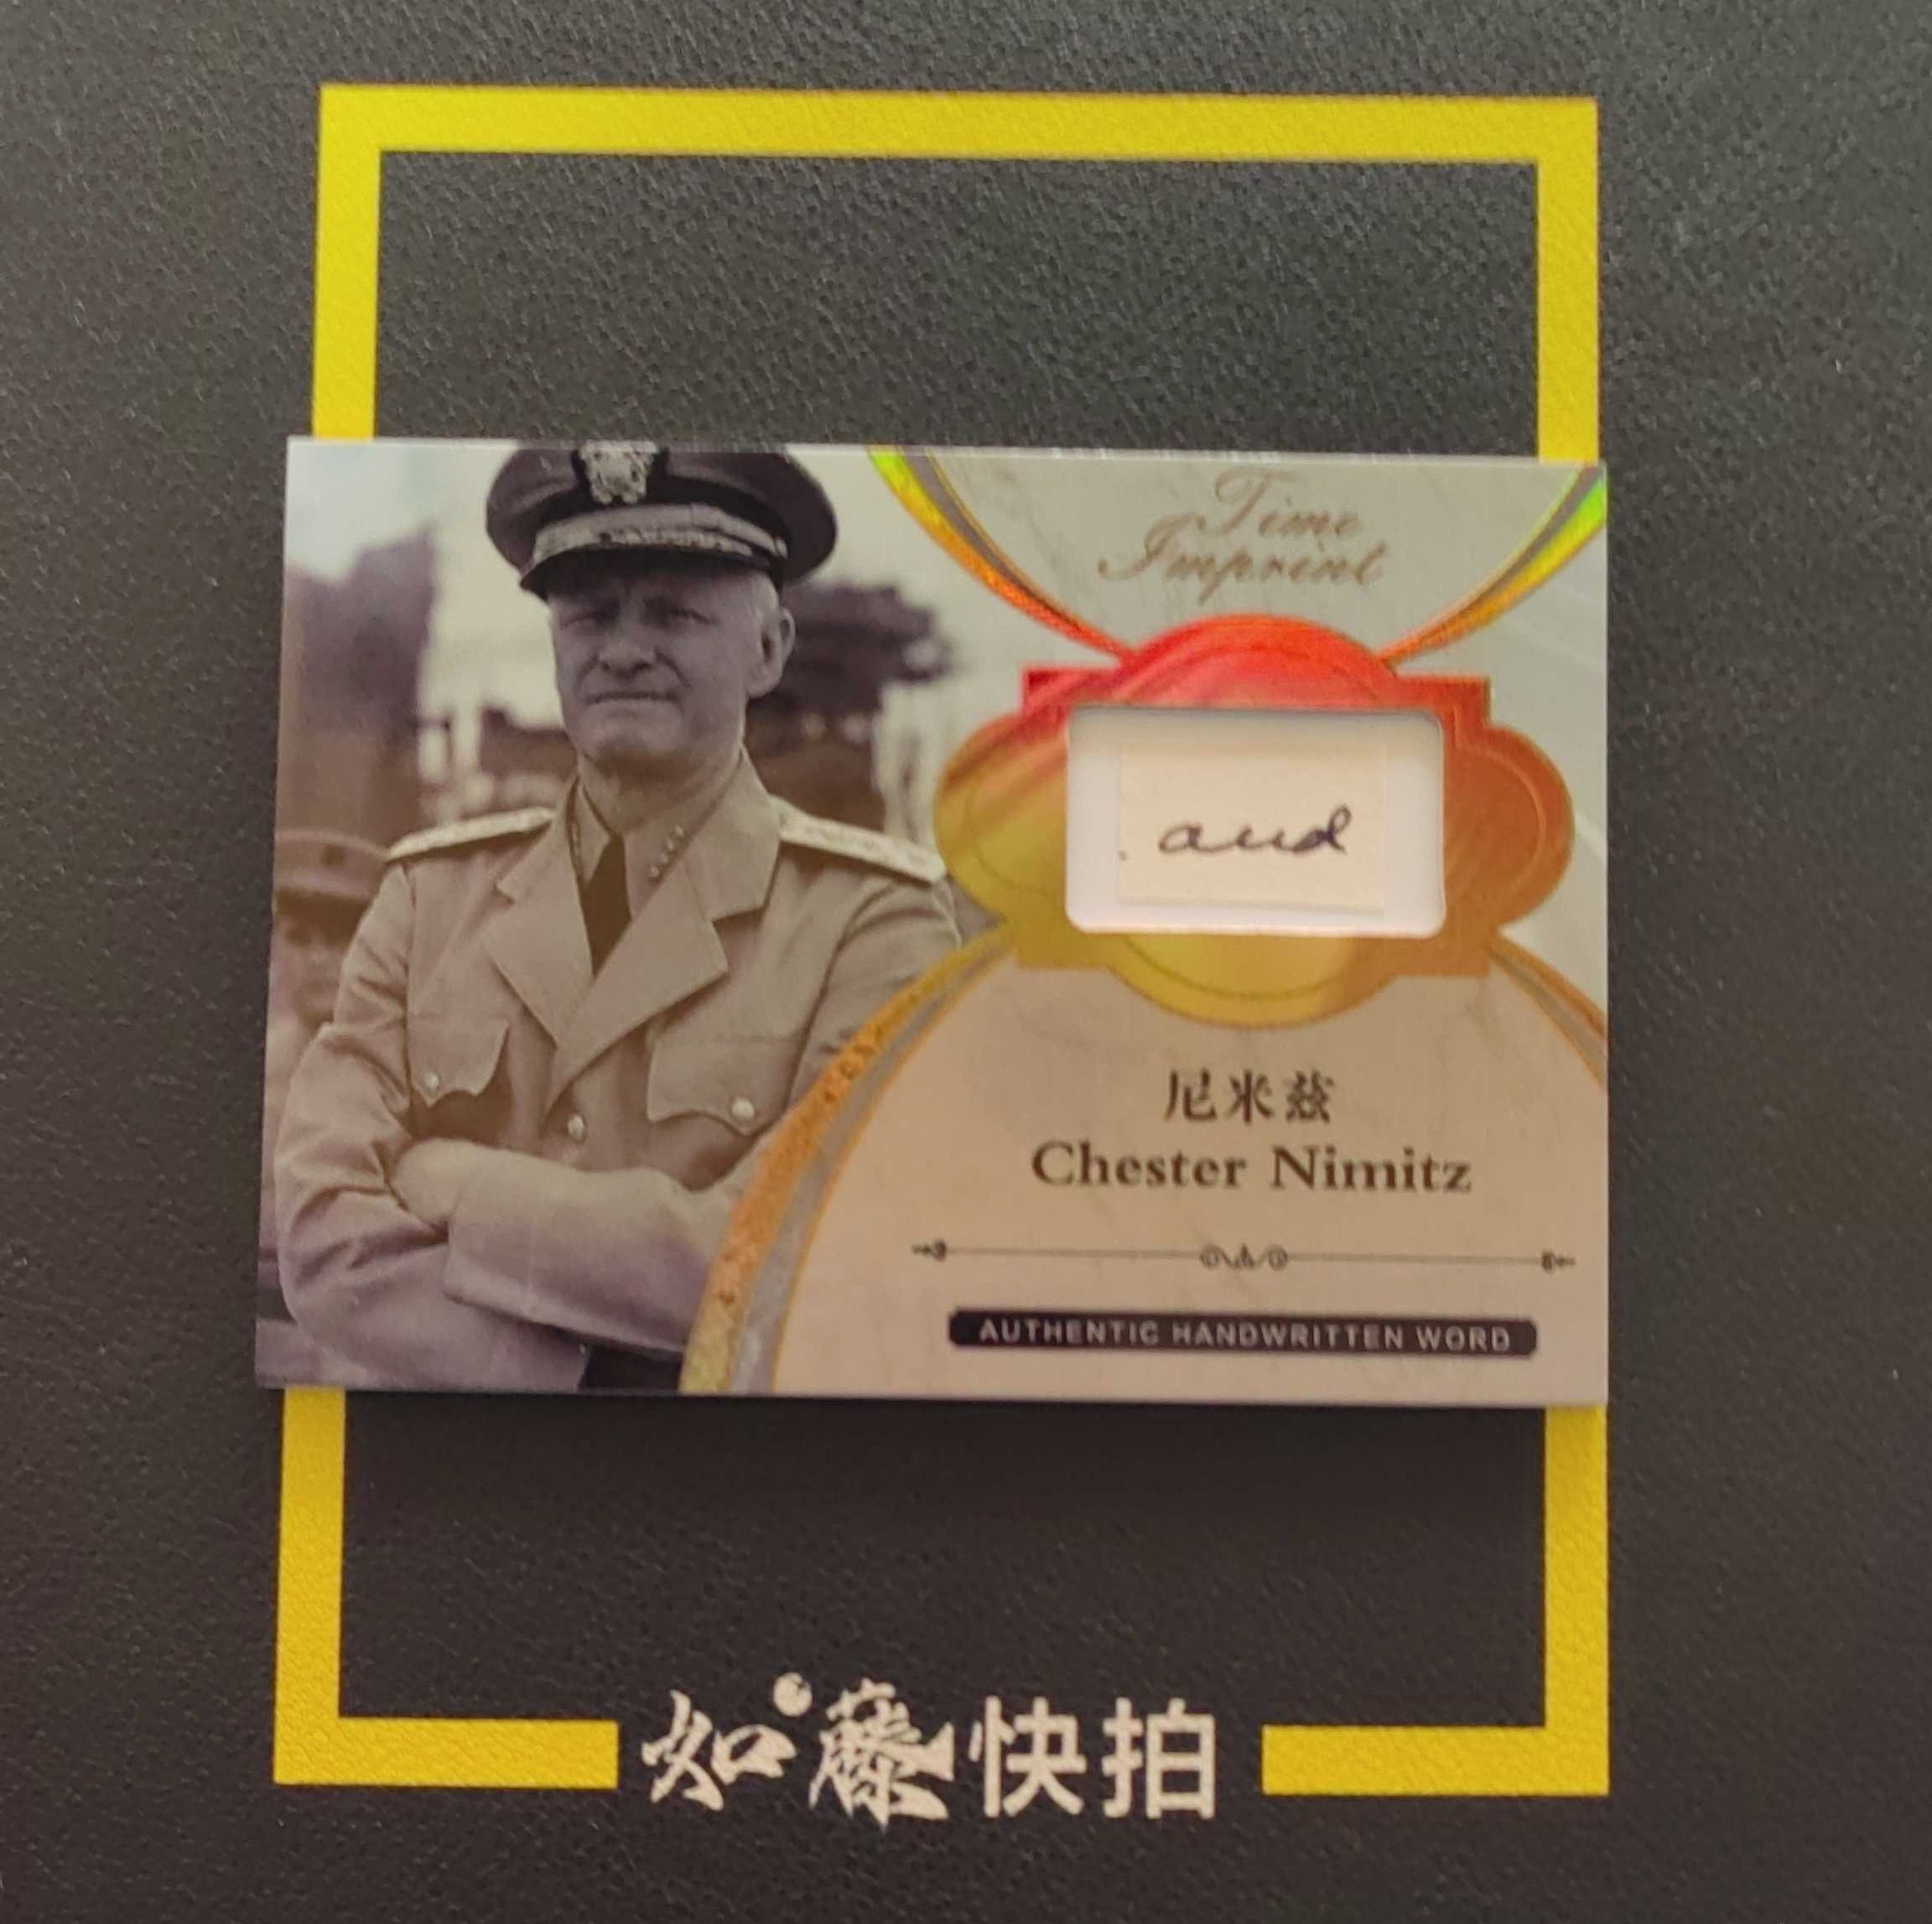 Time
Imprint
. and
尼米兹
Chester Nimitz
AUTHENTIC HANDWRITTEN WORD
如藤快拍